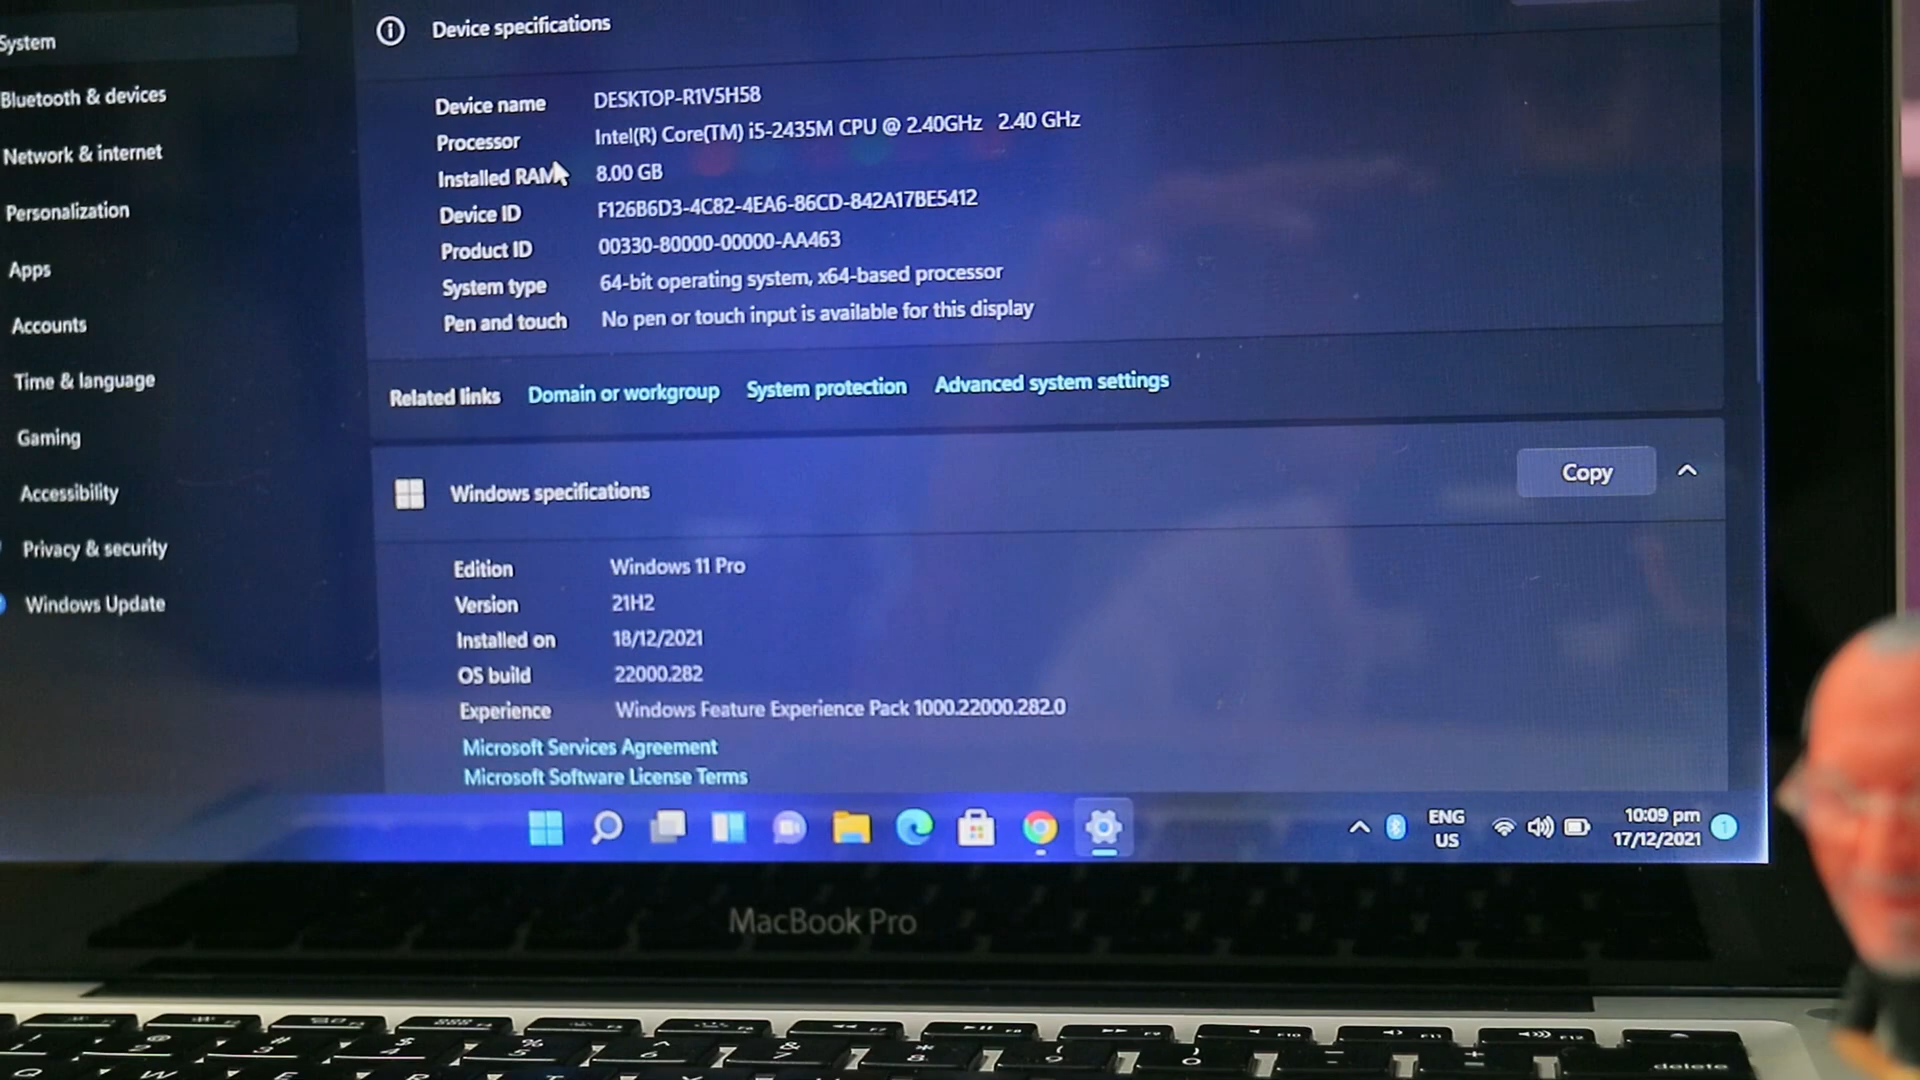 System
Device specifications
Bluetooth & devices
Network & internet
Personalization
Apps
Accounts
Time & language
Gaming
Accessibility
Privacy & security
Windows Update
Device name DESKTOP-R1V5H58
Processor Intel(R) Core(TM) i5-2435M CPU @ 2.40GHz 2.40 GHz
Installed RAM 8.00 GB
Device ID F126B6D3-4C82-4EA6-86CD-842A17BE5412
Product ID 00330-80000-00000-AA463
System type 64-bit operating system, x64-based processor
Pen and touch No pen or touch input is available for this display
Related links Domain or workgroup System protection Advanced system settings
Windows specifications
Copy
Edition Windows 11 Pro
Version 21H2
Installed on 18/12/2021
OS build 22000.282
Experience Windows Feature Experience Pack 1000.22000.282.0
Microsoft Services Agreement
Microsoft Software License Terms
ENG
US
10:09 pm
17/12/2021
1
MacBook Pro
delete